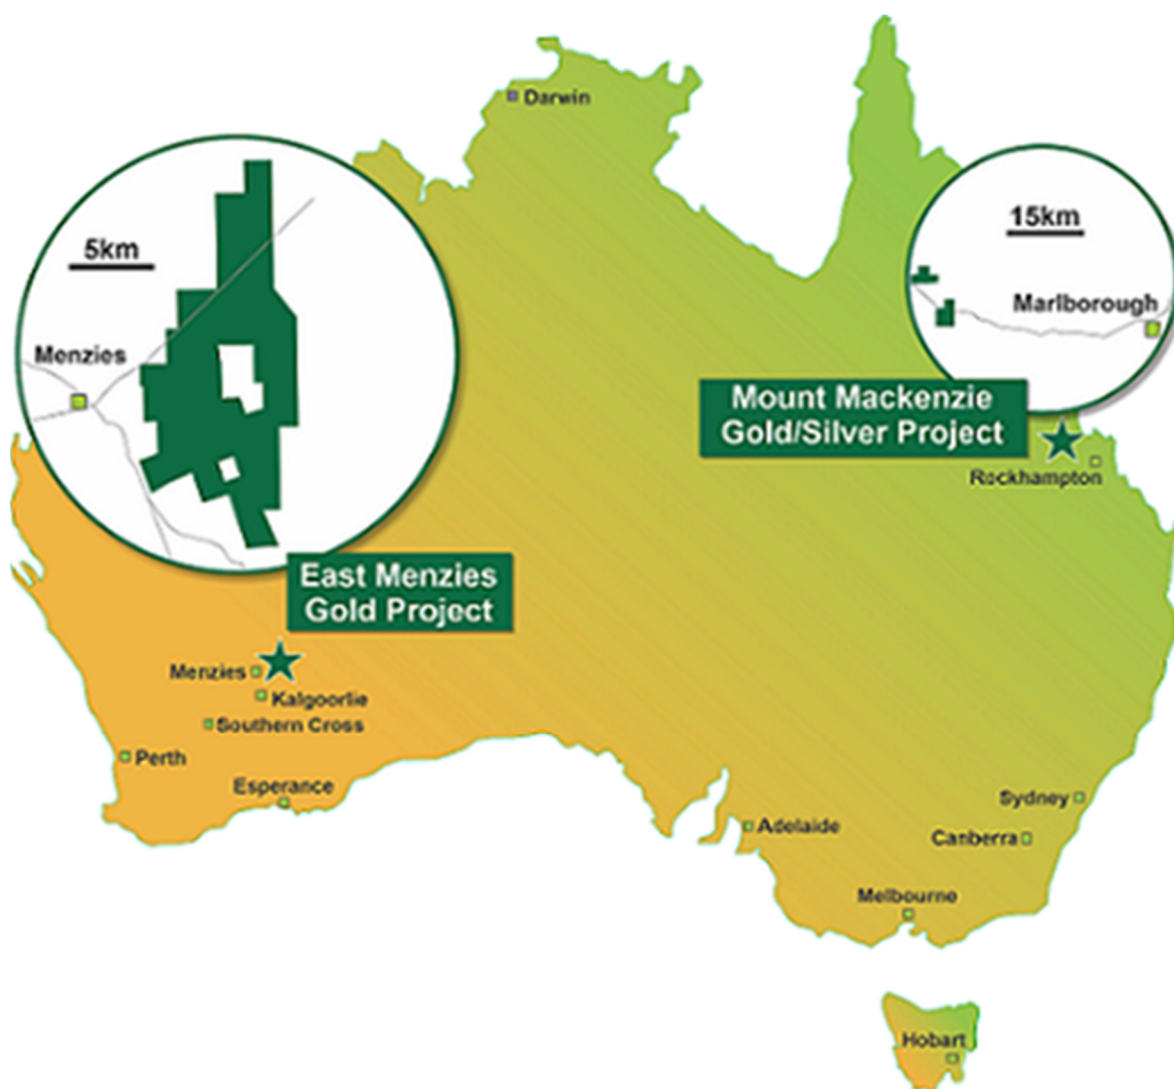 Darwin
15km
5km
Marlborough
Menzies
Mount Mackenzie
Gold/Silver Project
Rockhampton
East Menzies
Gold Project
Menzies
Kalgoorlie
Southern Cross
Perth
Esperance
Sydney
Adelaide
Canberra
Melbourne
Hobart